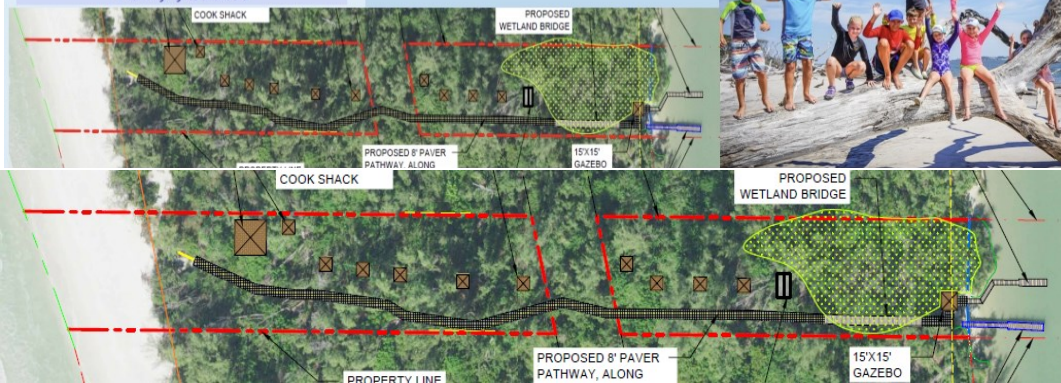 COOK SHACK
PROPOSED
WETLAND BRIDGE
PROPOSED 8' PAVER
PATHWAY, ALONG
15'X15'
GAZEBO
COOK SHACK
PROPOSED
WETLAND BRIDGE
PROPERTY LINE
PROPOSED 8' PAVER
PATHWAY, ALONG
15'X15'
GAZEBO